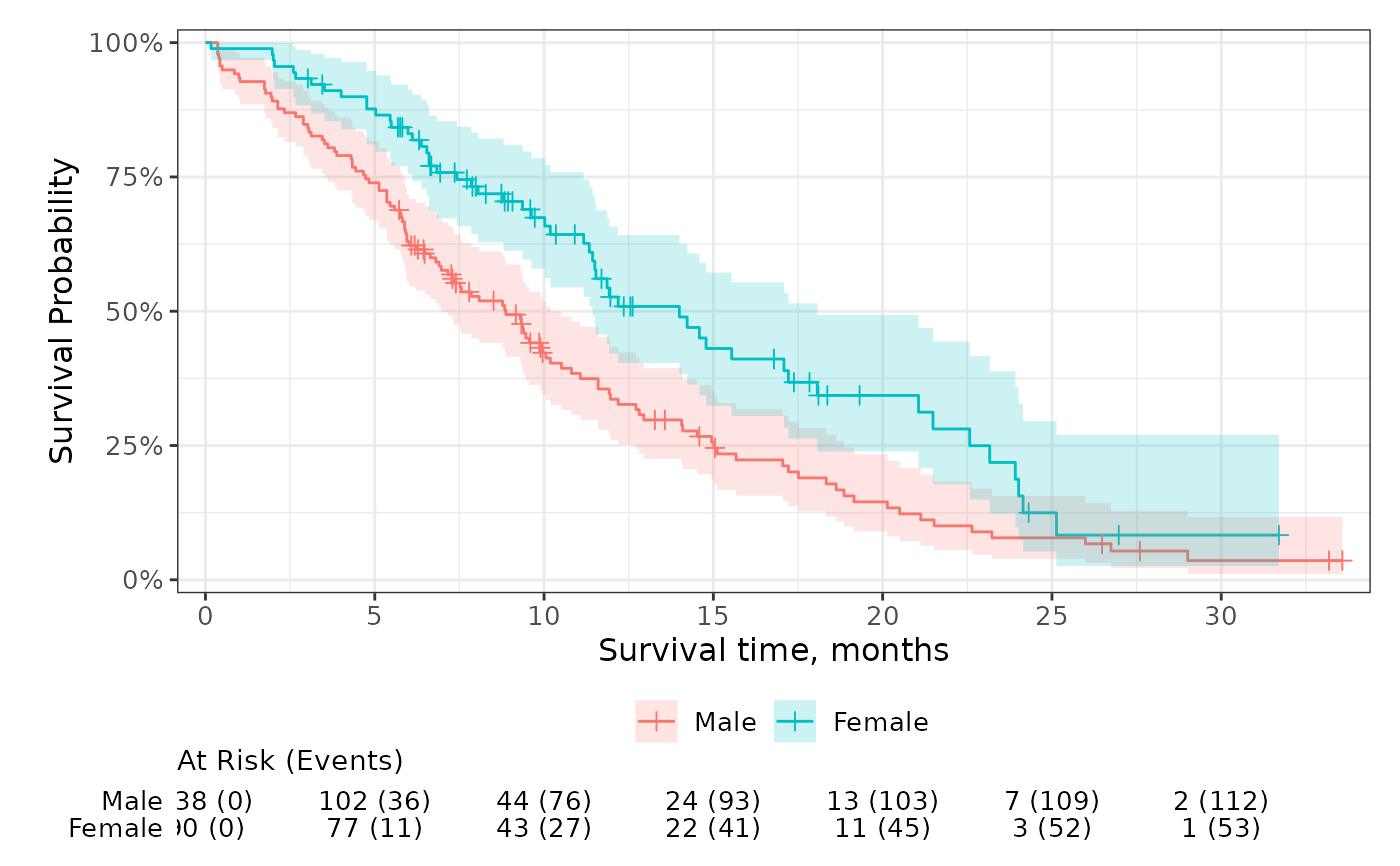 Survival Probability
100%
75%
50%
25%
0%
0 5 10 15 20 25 30
Survival time, months
Male Female
At Risk (Events)
Male 38 (0) 102 (36) 44 (76) 24 (93) 13 (103) 7 (109) 2 (112)
Female 0 (0) 77 (11) 43 (27) 22 (41) 11 (45) 3 (52) 1 (53)